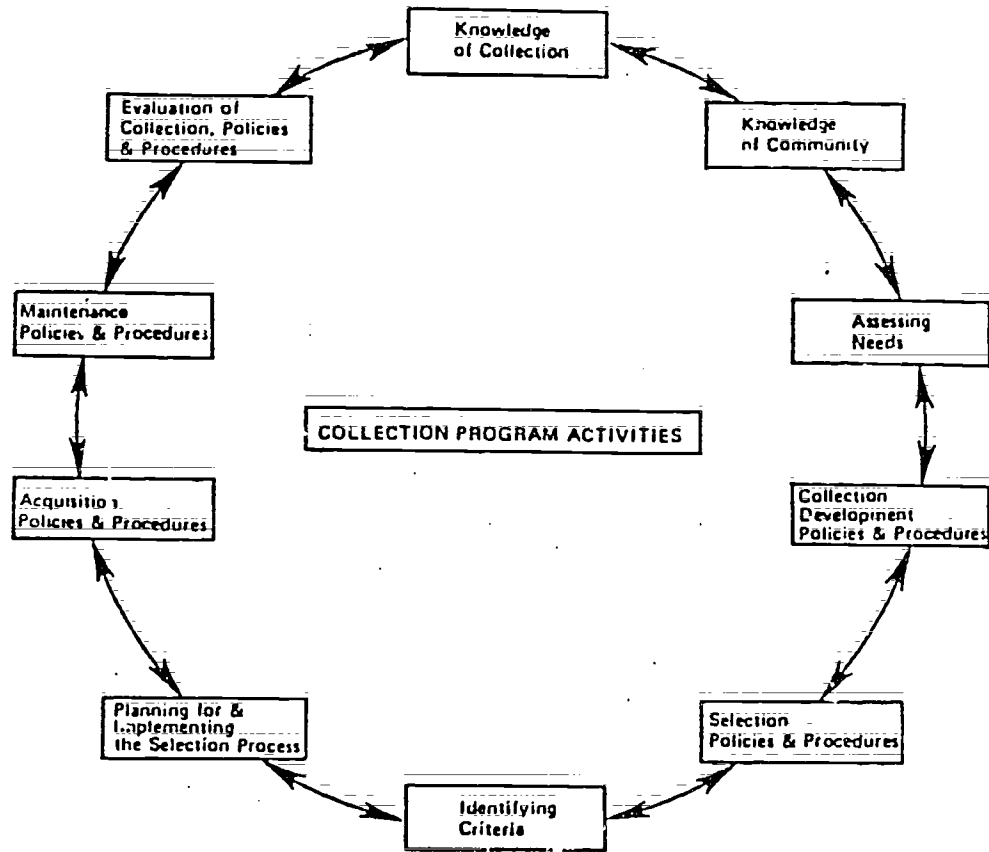 Knowledge
of Collection
Knowledge
of Community
Assessing
Needs
Collection
Development
Policies & Procedures
Selection
Policies & Procedures
Identifying
Criteria
Planning for &
Implementing
the Selection Process
Acquisition
Policies & Procedures
Maintenance
Policies & Procedures
Evaluation of
Collection, Policies
& Procedures
COLLECTION PROGRAM ACTIVITIES